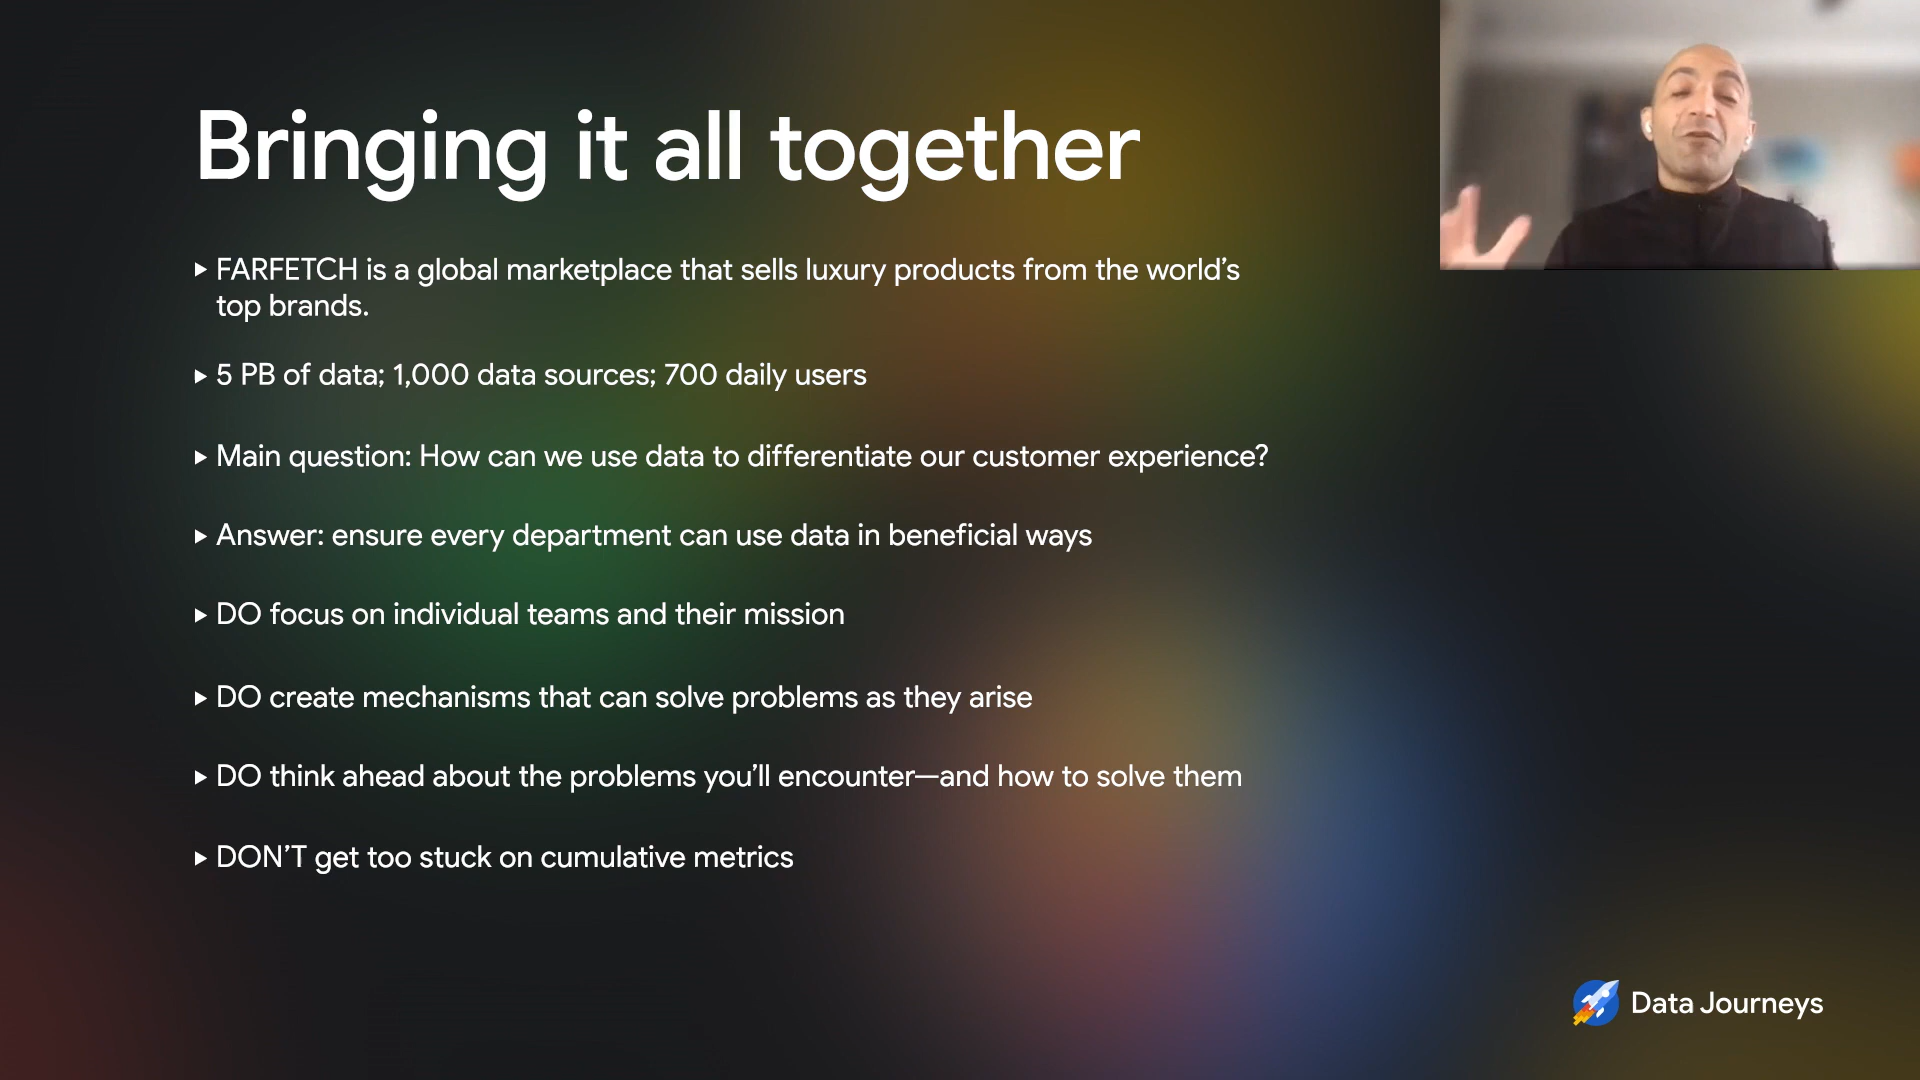 Bringing it all together
▸ FARFETCH is a global marketplace that sells luxury products from the world’s
top brands.
▸ 5 PB of data; 1,000 data sources; 700 daily users
▸ Main question: How can we use data to differentiate our customer experience?
▸ Answer: ensure every department can use data in beneficial ways
▸ DO focus on individual teams and their mission
▸ DO create mechanisms that can solve problems as they arise
▸ DO think ahead about the problems you’ll encounter—and how to solve them
▸ DON’T get too stuck on cumulative metrics
Data Journeys